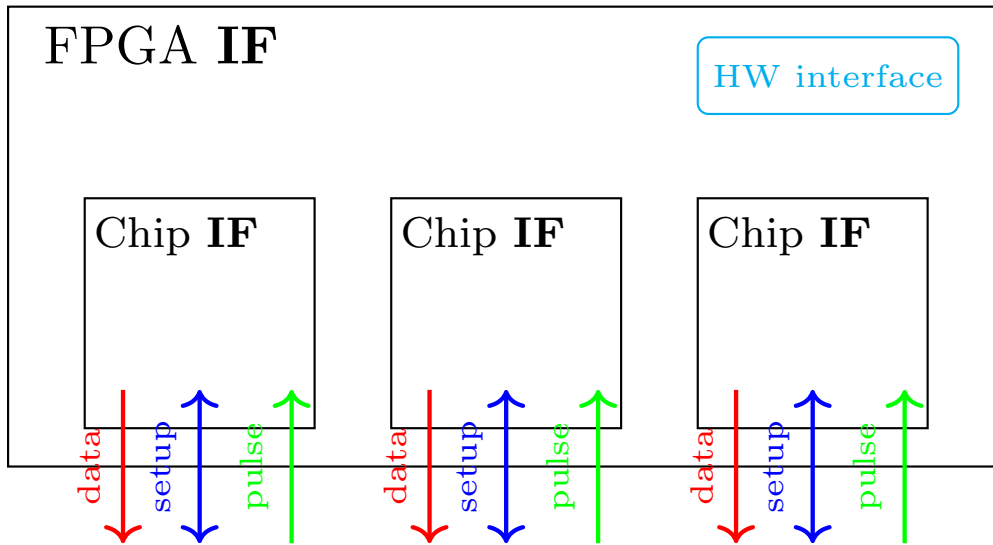 FPGA IF
HW interface
Chip IF
Chip IF
Chip IF
data
setup
pulse
data
setup
pulse
data
setup
pulse